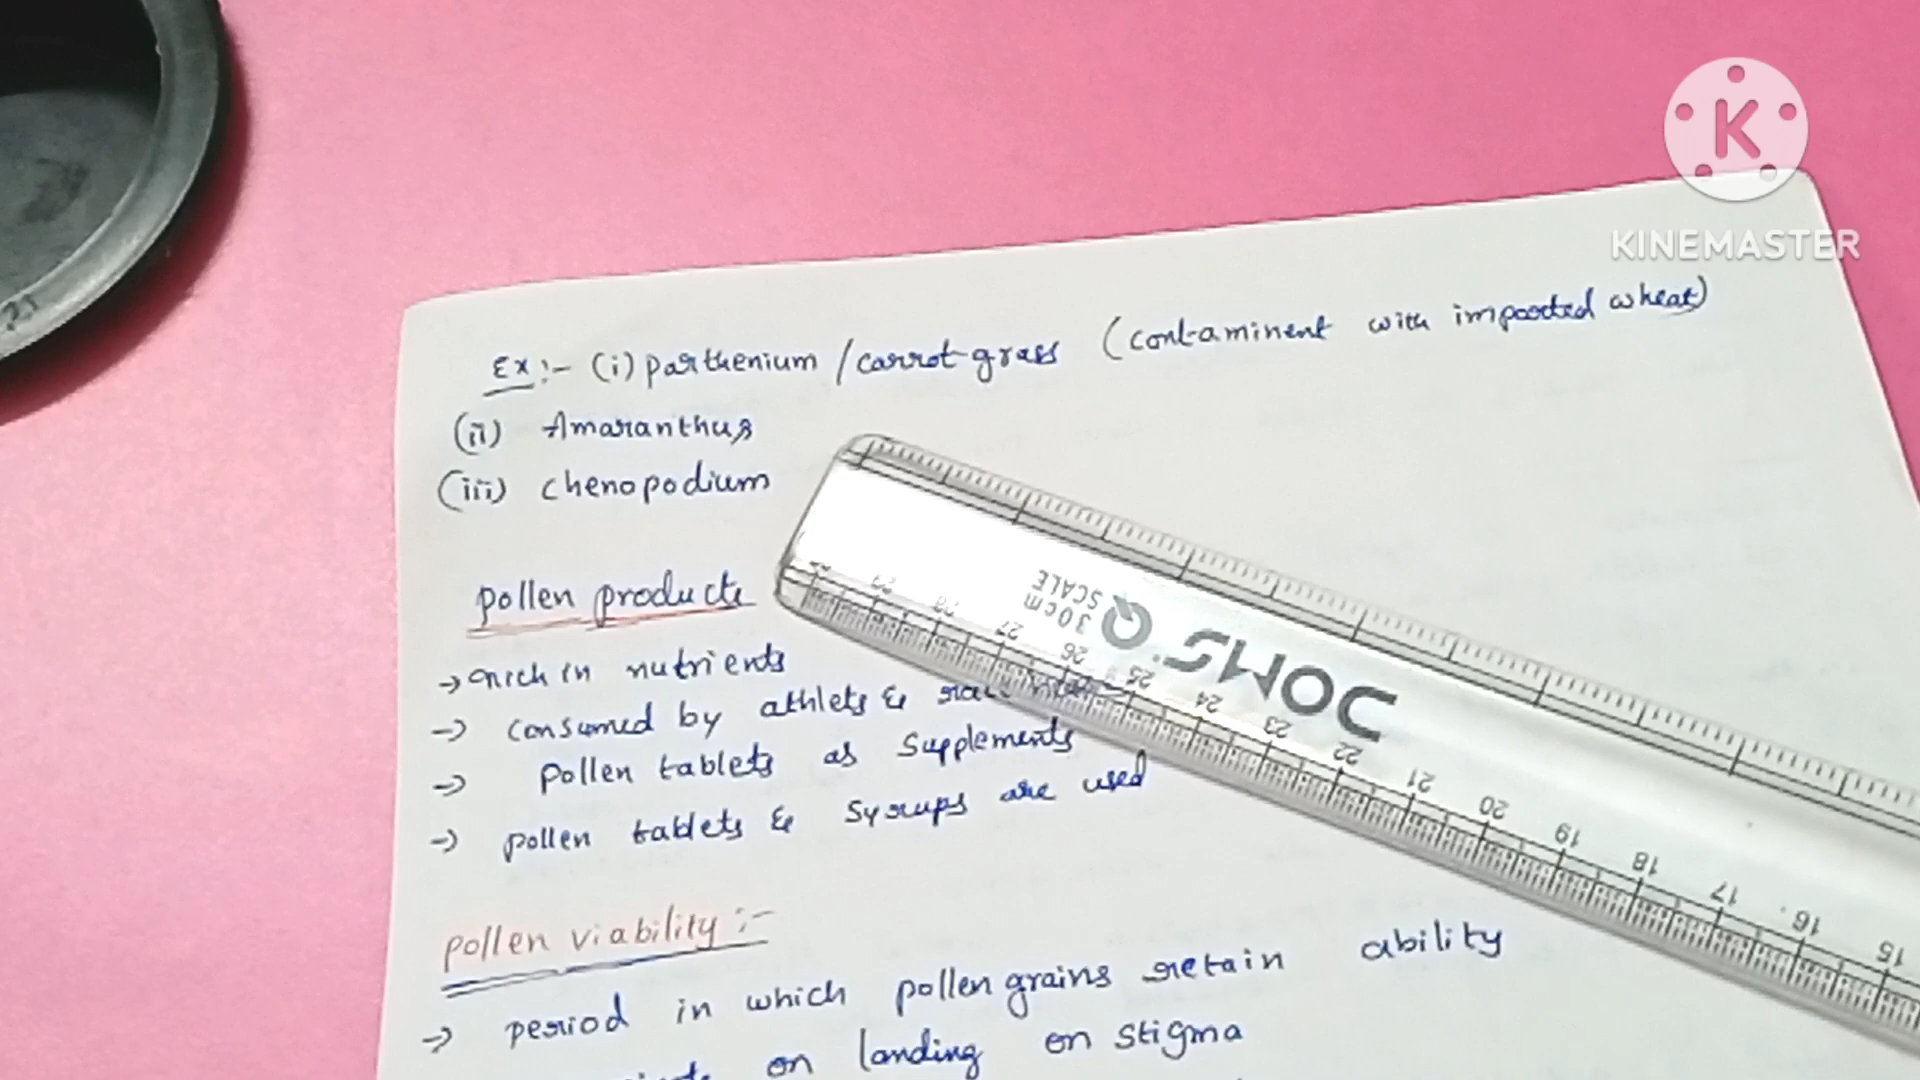 KINEMASTER
Ex:- (i) parthenium / carrot grass (contaminent with impoorted wheat)
(ii) Amaranthus
(iii) chenopodium
pollen products
→ rich in nutrients
→ consumed by athlets &
→ pollen tablets as supplements
→ pollen tablets & syrups are used
pollen viability :-
→ period in which pollen grains retain ability
on landing on stigma
DOMS Q
30cm
SCALE
29 28 27 26 25 24 23 22 21 20 19 18 17 16 15